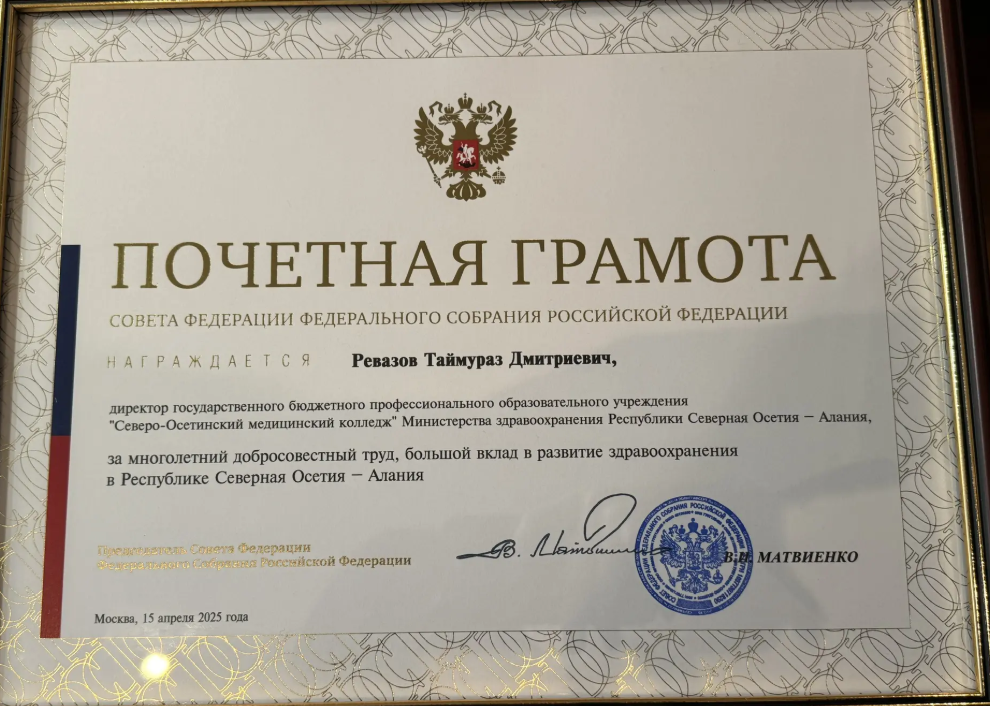 ПОЧЕТНАЯ ГРАМОТА
СОВЕТА ФЕДЕРАЦИИ ФЕДЕРАЛЬНОГО СОБРАНИЯ РОССИЙСКОЙ ФЕДЕРАЦИИ
НАГРАЖДАЕТСЯ Ревазов Таймураз Дмитриевич,
директор государственного бюджетного профессионального образовательного учреждения
"Северо-Осетинский медицинский колледж" Министерства здравоохранения Республики Северная Осетия – Алания,
за многолетний добросовестный труд, большой вклад в развитие здравоохранения
в Республике Северная Осетия – Алания
Председатель Совета Федерации
Федерального Собрания Российской Федерации
В.И. МАТВИЕНКО
Москва, 15 апреля 2025 года